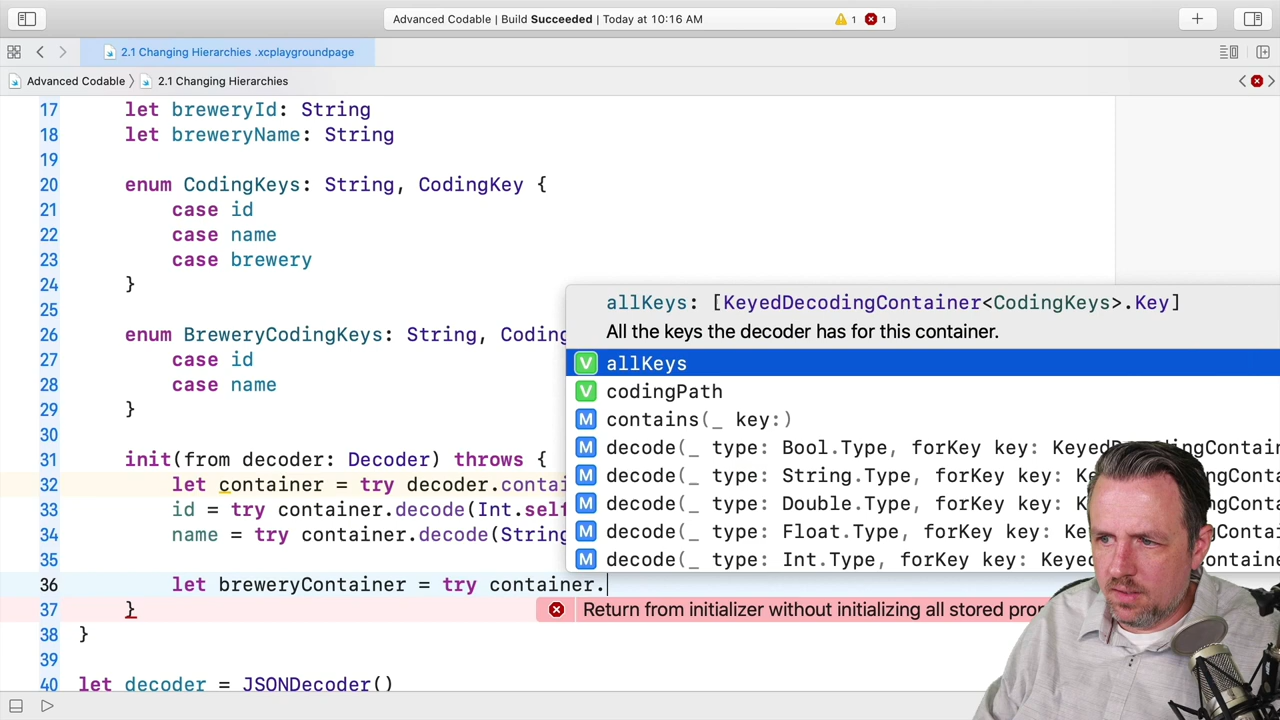 Advanced Codable | Build Succeeded | Today at 10:16 AM
1
1
2.1 Changing Hierarchies .xcplaygroundpage
Advanced Codable
2.1 Changing Hierarchies
17 let breweryId: String
18 let breweryName: String
19
20 enum CodingKeys: String, CodingKey {
21 case id
22 case name
23 case brewery
24 }
25
26 enum BreweryCodingKeys: String, Coding
27 case id
28 case name
29 }
30
31 init(from decoder: Decoder) throws {
32 let container = try decoder.contai
33 id = try container.decode(Int.self
34 name = try container.decode(String
35
36 let breweryContainer = try container.
37 }
Return from initializer without initializing all stored
38 }
39
40 let decoder = JSONDecoder()
allKeys: [KeyedDecodingContainer<CodingKeys>.Key]
All the keys the decoder has for this container.
V allKeys
V codingPath
M contains(_ key:)
M decode(_ type: Bool.Type, forKey key: KeyedDecodingContain
M decode(_ type: String.Type, forKey key:
M decode(_ type: Double.Type, forKey key:
M decode(_ type: Float.Type, forKey key:
M decode(_ type: Int.Type, forKey key: Keye